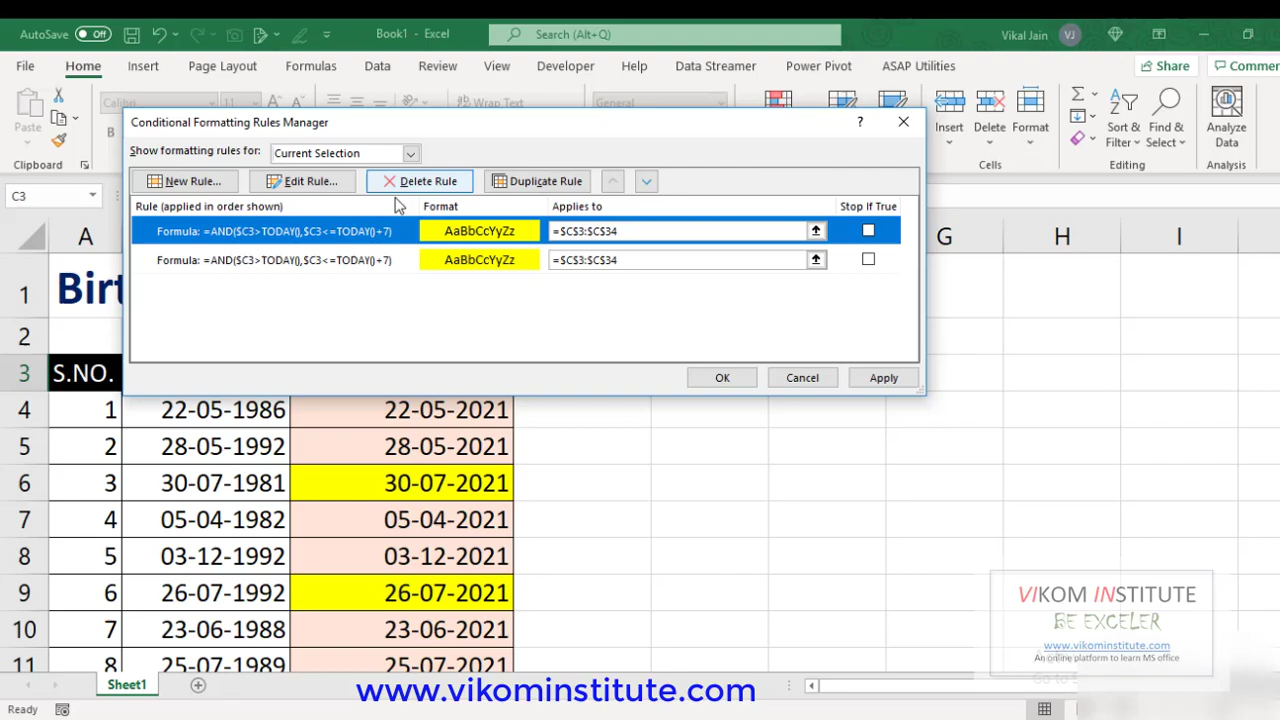 AutoSave Off Book1 - Excel Search (Alt+Q) Vikal Jain VJ
File Home Insert Page Layout Formulas Data Review View Developer Help Data Streamer Power Pivot ASAP Utilities Share Commer
Paste Calibri 11 Wrap Text General Insert Delete Format Sort & Filter Find & Select Analyze Data
Clipboard Cells Editing Analysis
Conditional Formatting Rules Manager ?
Show formatting rules for: Current Selection
New Rule... Edit Rule... Delete Rule Duplicate Rule
Rule (applied in order shown) Format Applies to Stop If True
Formula: =AND($C3>TODAY(),$C3<=TODAY()+7) AaBbCcYyZz =$C$3:$C$34
Formula: =AND($C3>TODAY(),$C3<=TODAY()+7) AaBbCcYyZz =$C$3:$C$34
OK Cancel Apply
C3
A G H I
1 Birt
2
3 S.NO.
4 1 22-05-1986 22-05-2021
5 2 28-05-1992 28-05-2021
6 3 30-07-1981 30-07-2021
7 4 05-04-1982 05-04-2021
8 5 03-12-1992 03-12-2021
9 6 26-07-1992 26-07-2021
10 7 23-06-1988 23-06-2021
11 8 25-07-1989 25-07-2021
VIKOM INSTITUTE
BE EXCELER
www.vikominstitute.com
An online platform to learn MS office
Sheet1
www.vikominstitute.com
Ready